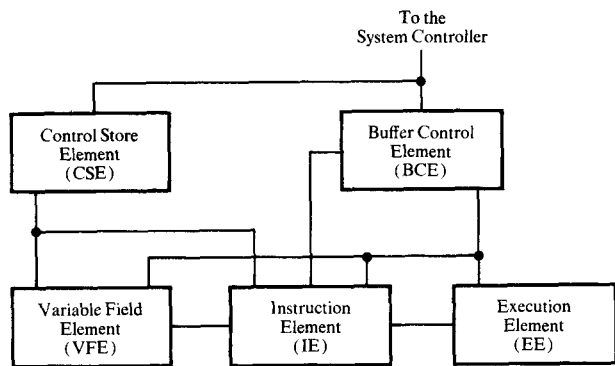 To the
System Controller
Control Store
Element
(CSE)
Buffer Control
Element
(BCE)
Variable Field
Element
(VFE)
Instruction
Element
(IE)
Execution
Element
(EE)